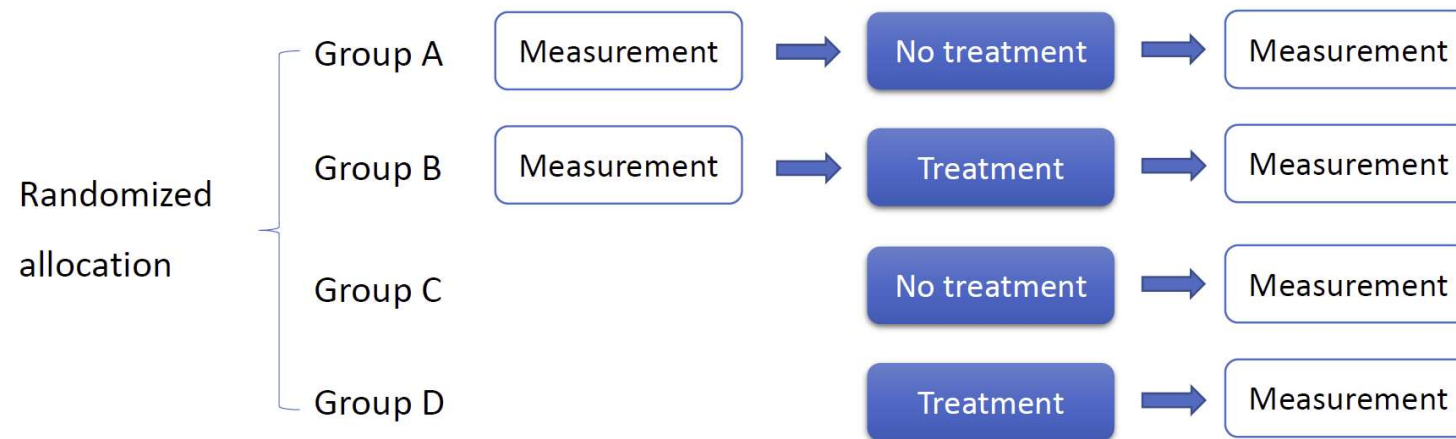 Group A
Measurement
No treatment
Measurement
Group B
Measurement
Treatment
Measurement
Randomized
allocation
Group C
No treatment
Measurement
Group D
Treatment
Measurement